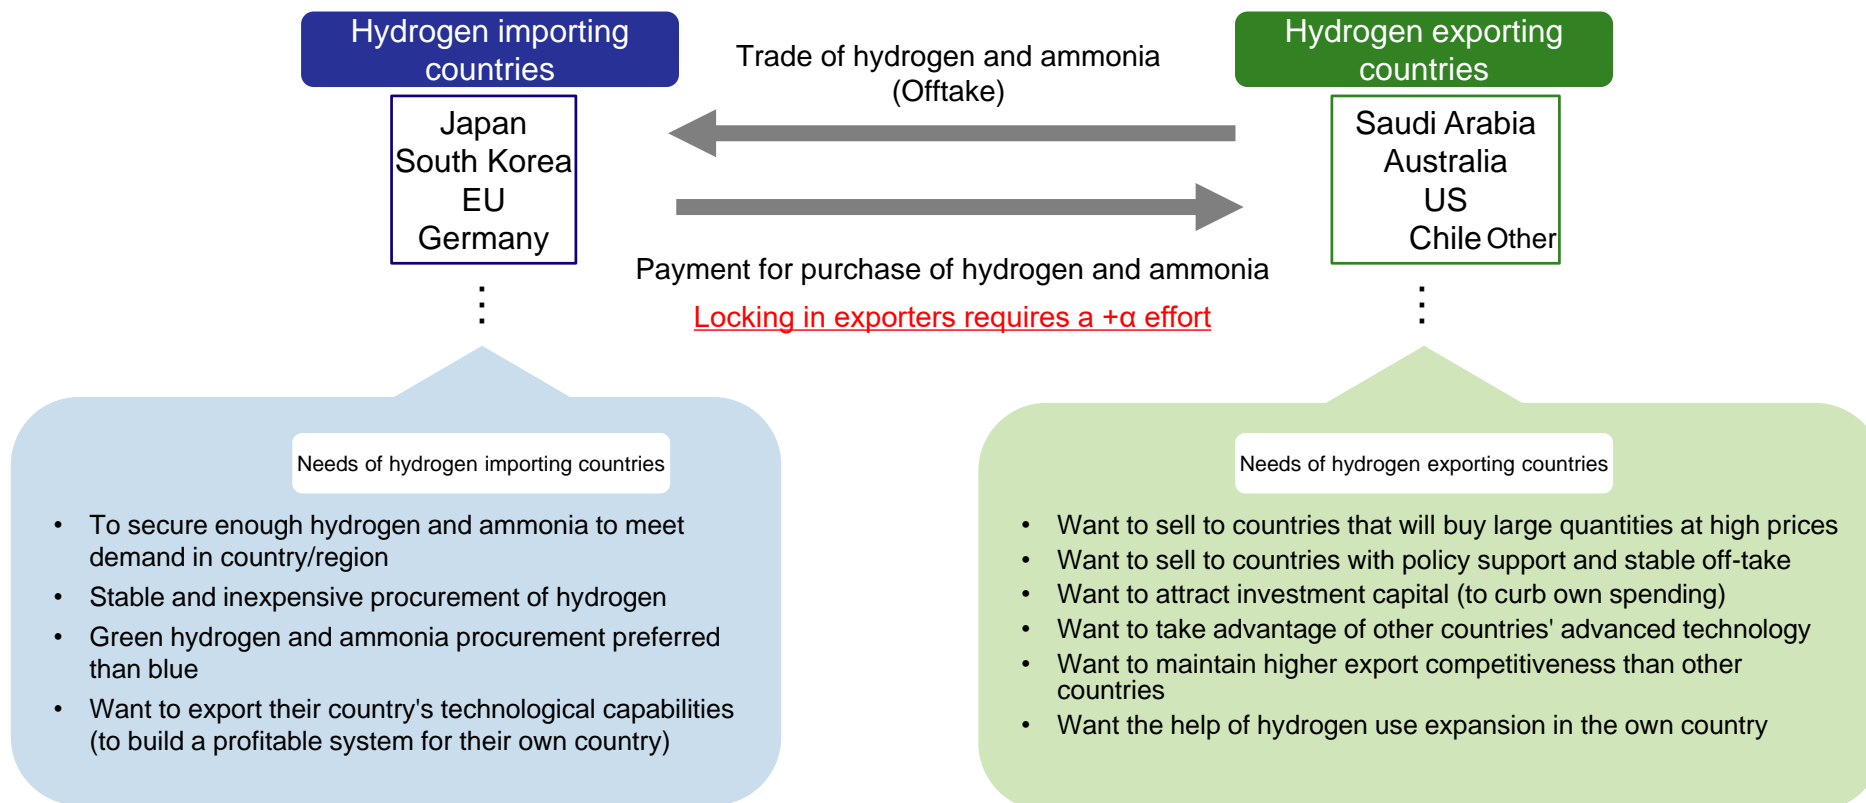 Hydrogen importing
countries
Japan
South Korea
EU
Germany
⋮
Trade of hydrogen and ammonia
(Offtake)
Payment for purchase of hydrogen and ammonia
Locking in exporters requires a +α effort
Hydrogen exporting
countries
Saudi Arabia
Australia
US
Chile Other
⋮
Needs of hydrogen importing countries
• To secure enough hydrogen and ammonia to meet
demand in country/region
• Stable and inexpensive procurement of hydrogen
• Green hydrogen and ammonia procurement preferred
than blue
• Want to export their country's technological capabilities
(to build a profitable system for their own country)
Needs of hydrogen exporting countries
• Want to sell to countries that will buy large quantities at high prices
• Want to sell to countries with policy support and stable off-take
• Want to attract investment capital (to curb own spending)
• Want to take advantage of other countries' advanced technology
• Want to maintain higher export competitiveness than other
countries
• Want the help of hydrogen use expansion in the own country